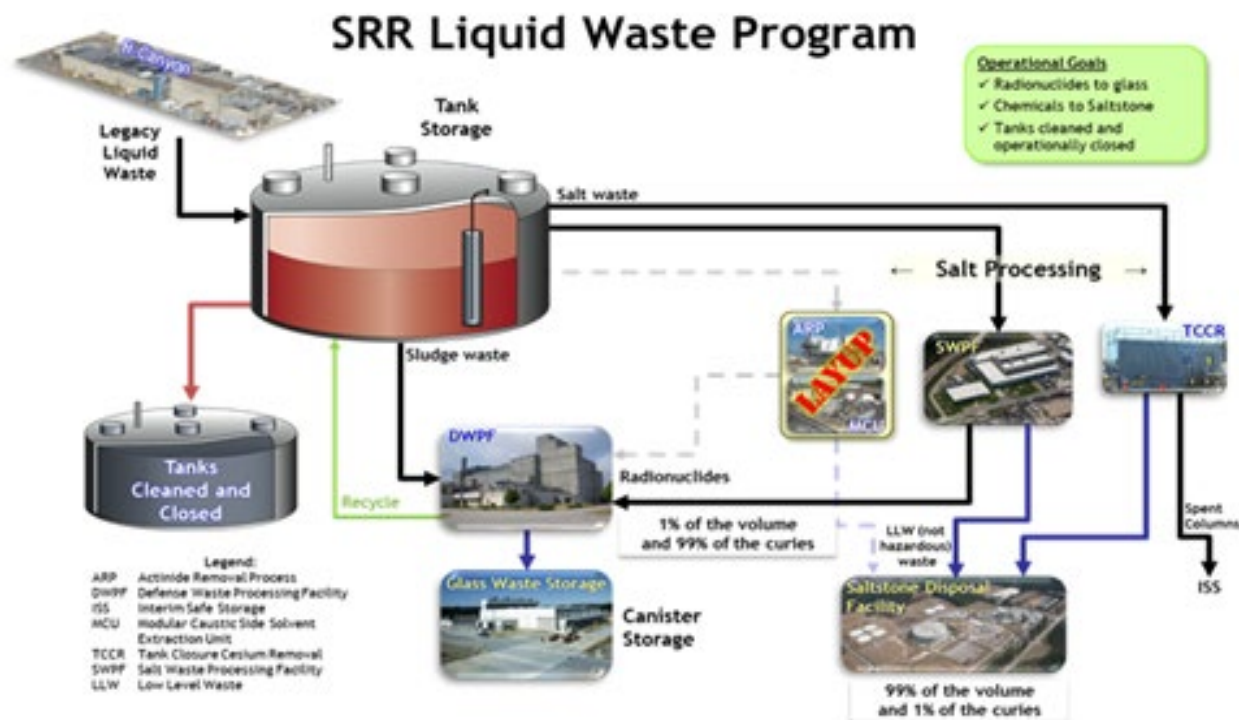 SRR Liquid Waste Program
H-Canyon
Operational Goals
✓ Radionuclides to glass
✓ Chemicals to Saltstone
✓ Tanks cleaned and
operationally closed
Tank
Storage
Legacy
Liquid
Waste
Salt waste
← Salt Processing →
ARP
LAYUP
MCU
SWPF
TCCR
Sludge waste
DWPF
Radionuclides
Tanks
Cleaned and
Closed
Recycle
1% of the volume
and 99% of the curies
LLW (not
hazardous)
waste
Spent
Columns
ISS
Glass Waste Storage
Canister
Storage
Saltstone Disposal
Facility
99% of the volume
and 1% of the curies
Legend:
ARP Actinide Removal Process
DWPF Defense Waste Processing Facility
ISS Interim Safe Storage
MCU Modular Caustic Side Solvent
Extraction Unit
TCCR Tank Closure Cesium Removal
SWPF Salt Waste Processing Facility
LLW Low Level Waste